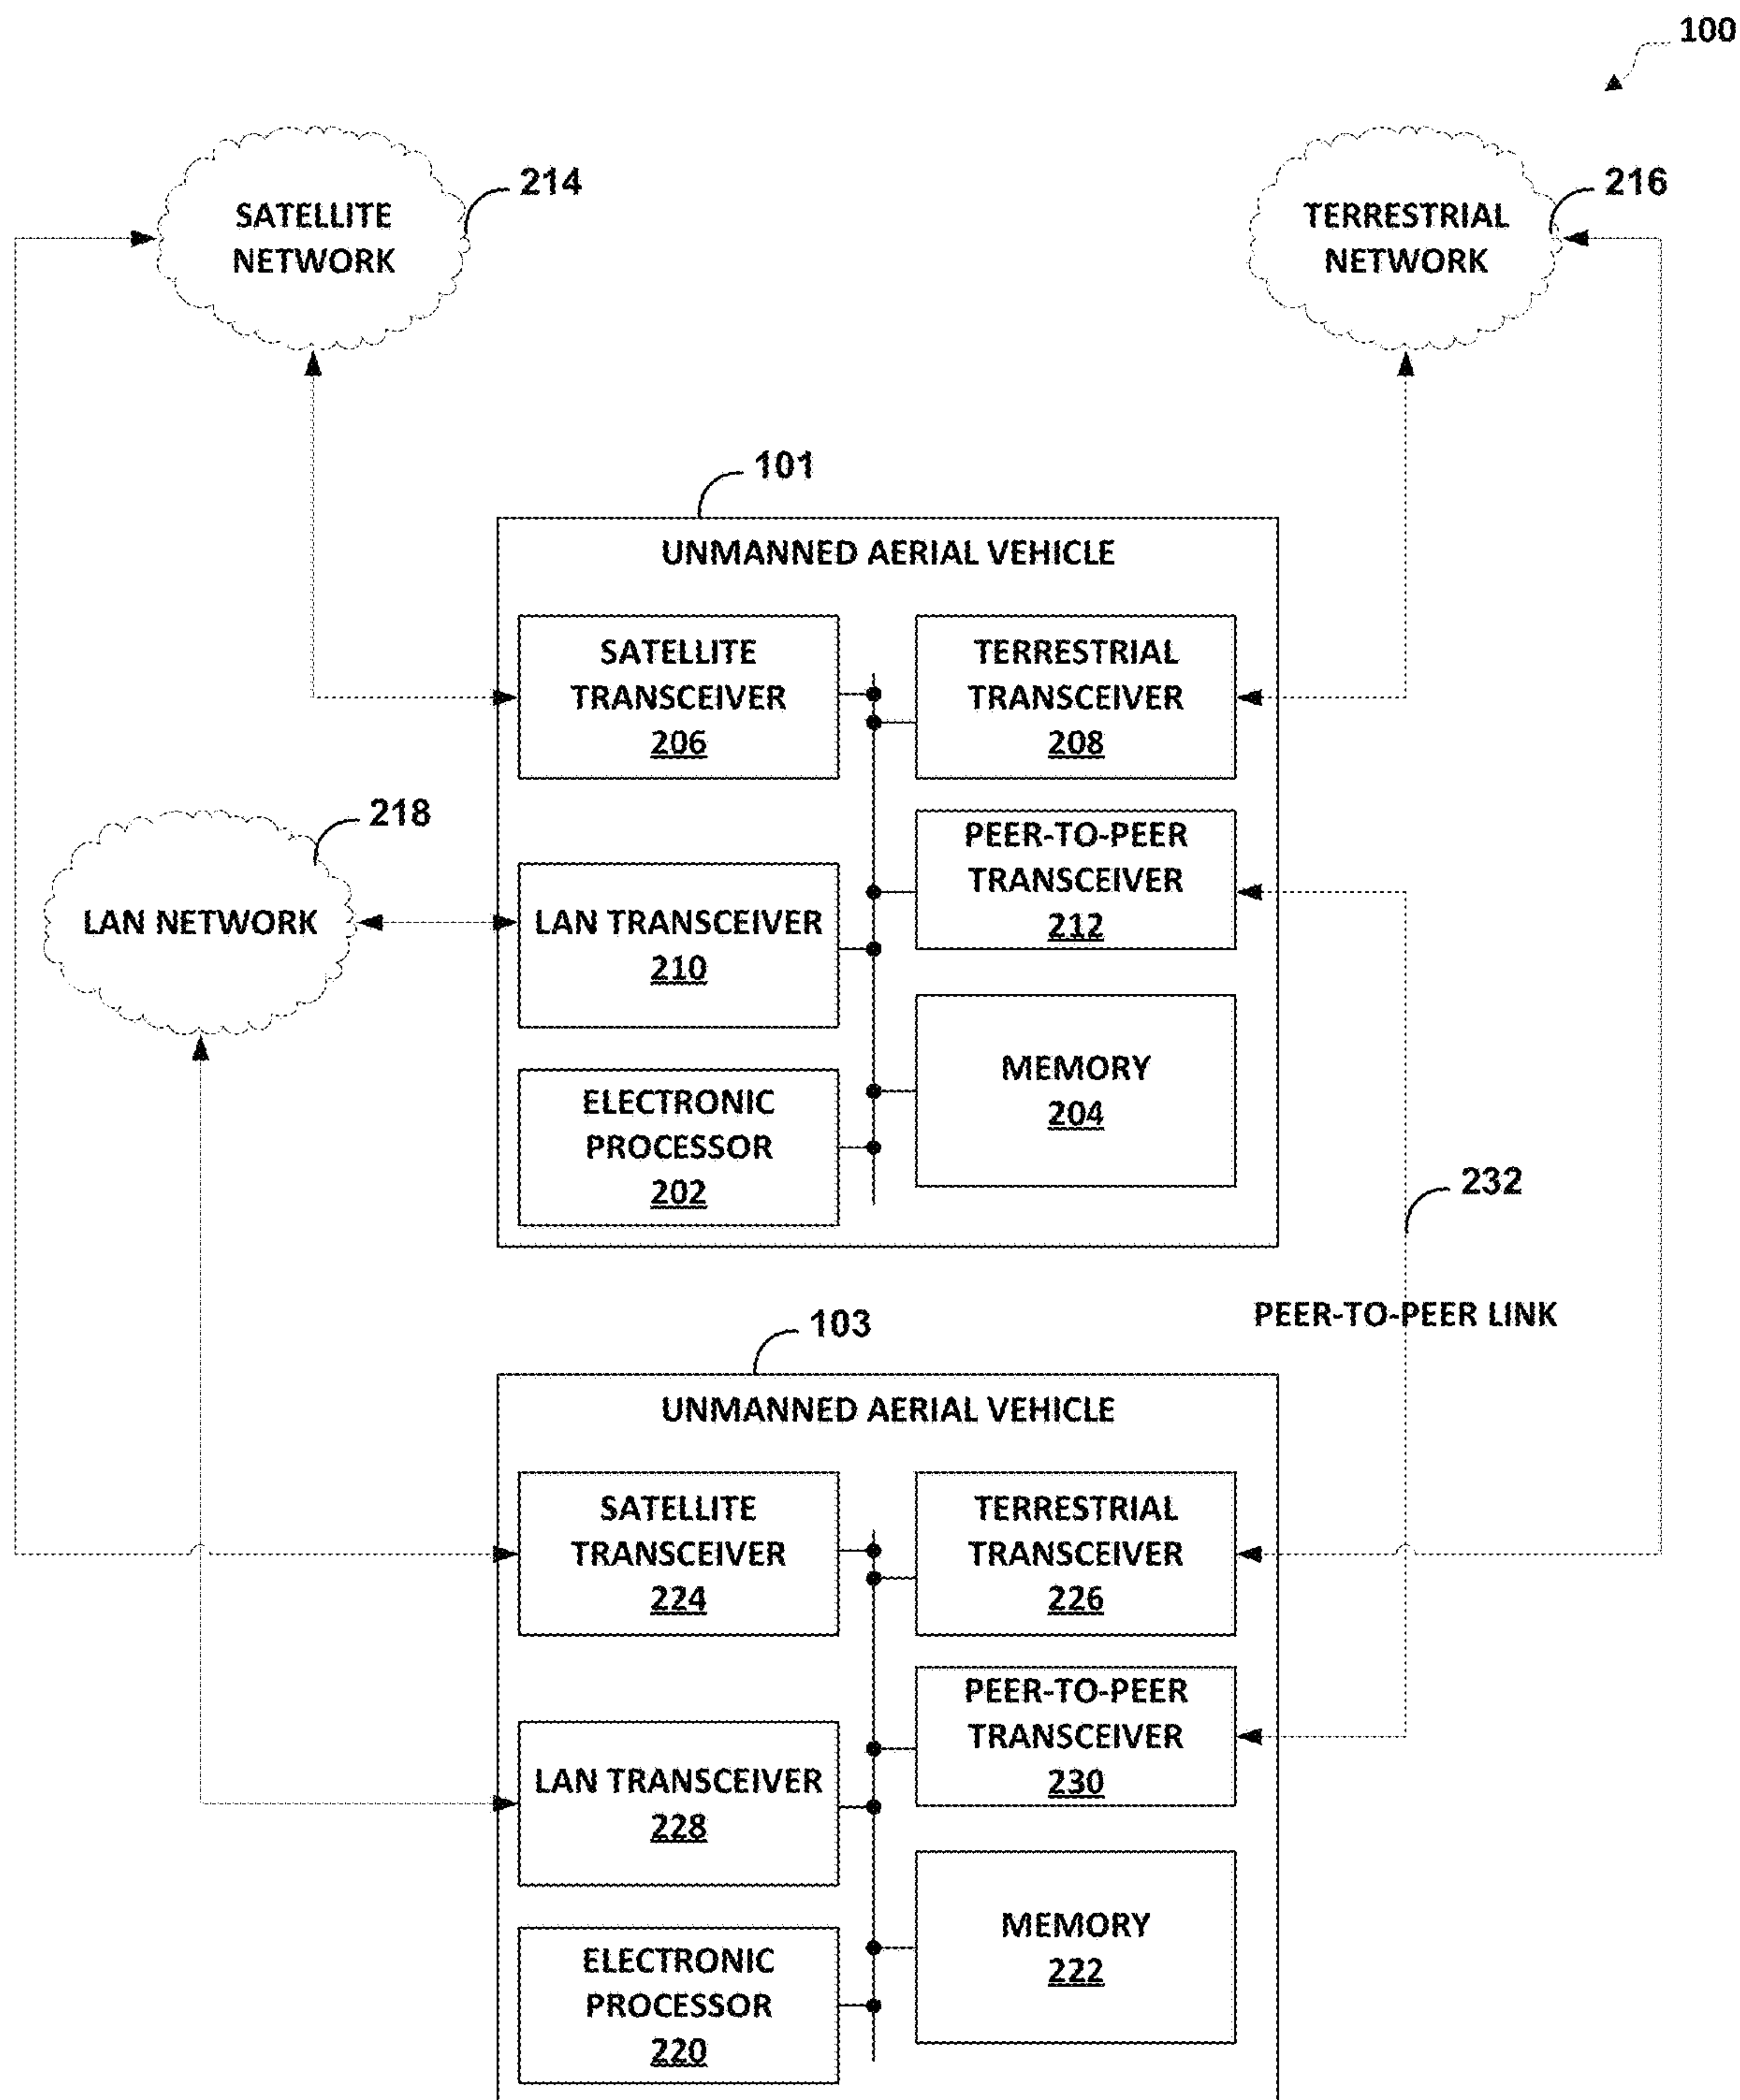 100
214
SATELLITE
NETWORK
216
TERRESTRIAL
NETWORK
101
UNMANNED AERIAL VEHICLE
SATELLITE
TRANSCEIVER
206
TERRESTRIAL
TRANSCEIVER
208
218
LAN NETWORK
PEER-TO-PEER
TRANSCEIVER
212
LAN TRANSCEIVER
210
MEMORY
204
ELECTRONIC
PROCESSOR
202
232
PEER-TO-PEER LINK
103
UNMANNED AERIAL VEHICLE
SATELLITE
TRANSCEIVER
224
TERRESTRIAL
TRANSCEIVER
226
PEER-TO-PEER
TRANSCEIVER
230
LAN TRANSCEIVER
228
MEMORY
222
ELECTRONIC
PROCESSOR
220